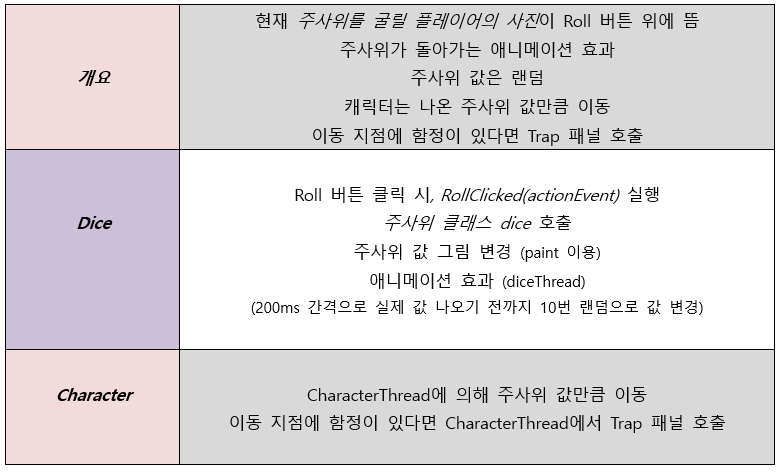 개요
현재 주사위를 굴릴 플레이어의 사진이 Roll 버튼 위에 뜸
주사위가 돌아가는 애니메이션 효과
주사위 값은 랜덤
캐릭터는 나온 주사위 값만큼 이동
이동 지점에 함정이 있다면 Trap 패널 호출
Dice
Roll 버튼 클릭 시, RollClicked(actionEvent) 실행
주사위 클래스 dice 호출
주사위 값 그림 변경 (paint 이용)
애니메이션 효과 (diceThread)
(200ms 간격으로 실제 값 나오기 전까지 10번 랜덤으로 값 변경)
Character
CharacterThread에 의해 주사위 값만큼 이동
이동 지점에 함정이 있다면 CharacterThread에서 Trap 패널 호출